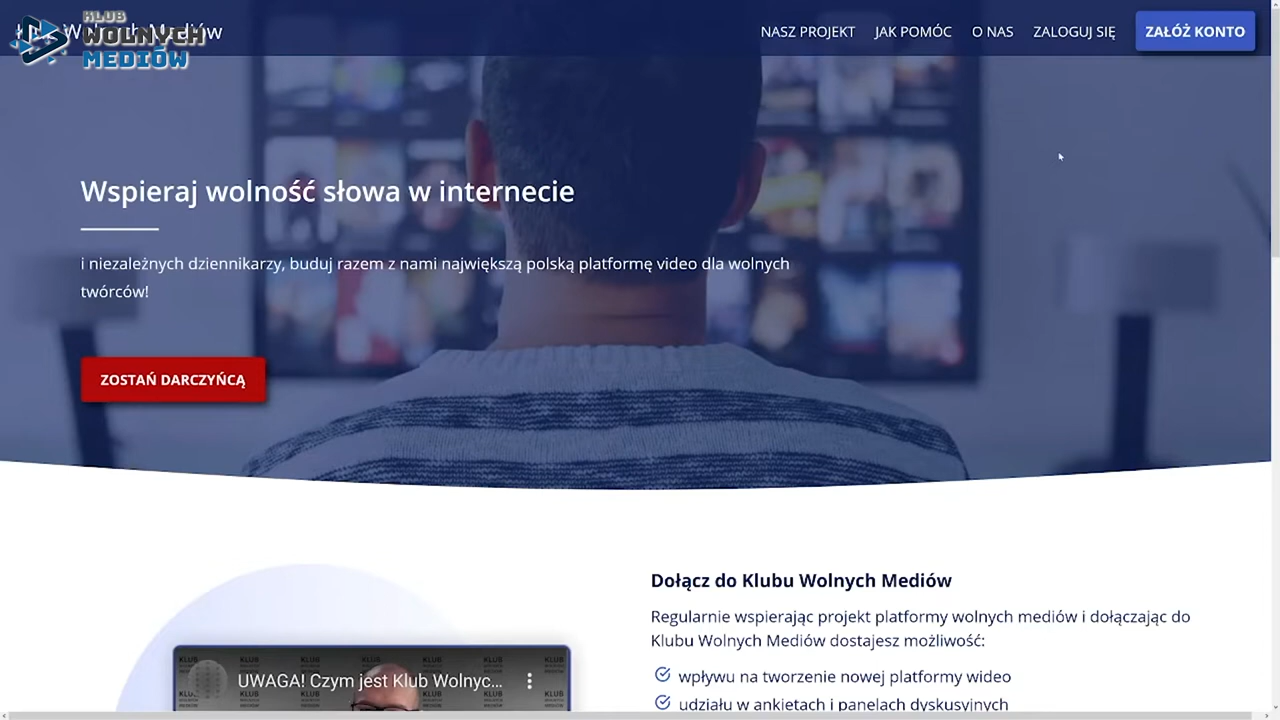 KLUB
WOLNYCH
MEDIÓW
NASZ PROJEKT JAK POMÓC O NAS ZALOGUJ SIĘ ZAŁÓŻ KONTO
Wspieraj wolność słowa w internecie
i niezależnych dziennikarzy, buduj razem z nami największą polską platformę video dla wolnych
twórców!
ZOSTAŃ DARCZYŃCĄ
Dołącz do Klubu Wolnych Mediów
Regularnie wspierając projekt platformy wolnych mediów i dołączając do
Klubu Wolnych Mediów dostajesz możliwość:
wpływu na tworzenie nowej platformy wideo
udziału w ankietach i panelach dyskusyjnych
UWAGA! Czym jest Klub Wolnyc...